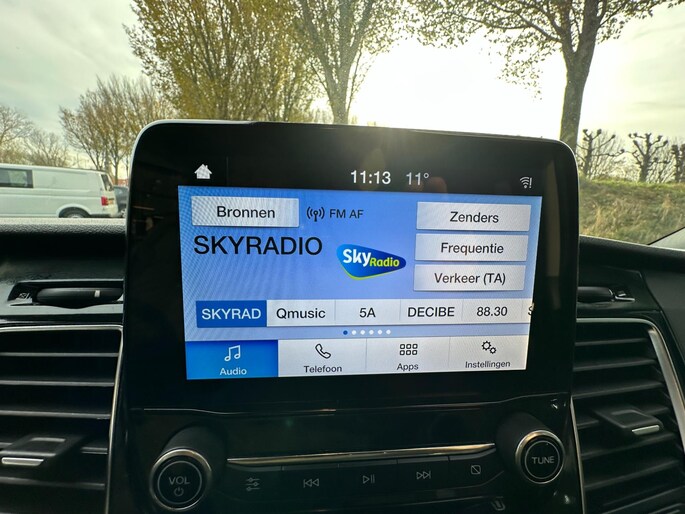 11:13 11°
Bronnen FM AF Zenders
SKYRADIO Sky Radio Frequentie
Verkeer (TA)
SKYRAD Qmusic 5A DECIBE 88.30 S
Audio Telefoon Apps Instellingen
VOL TUNE